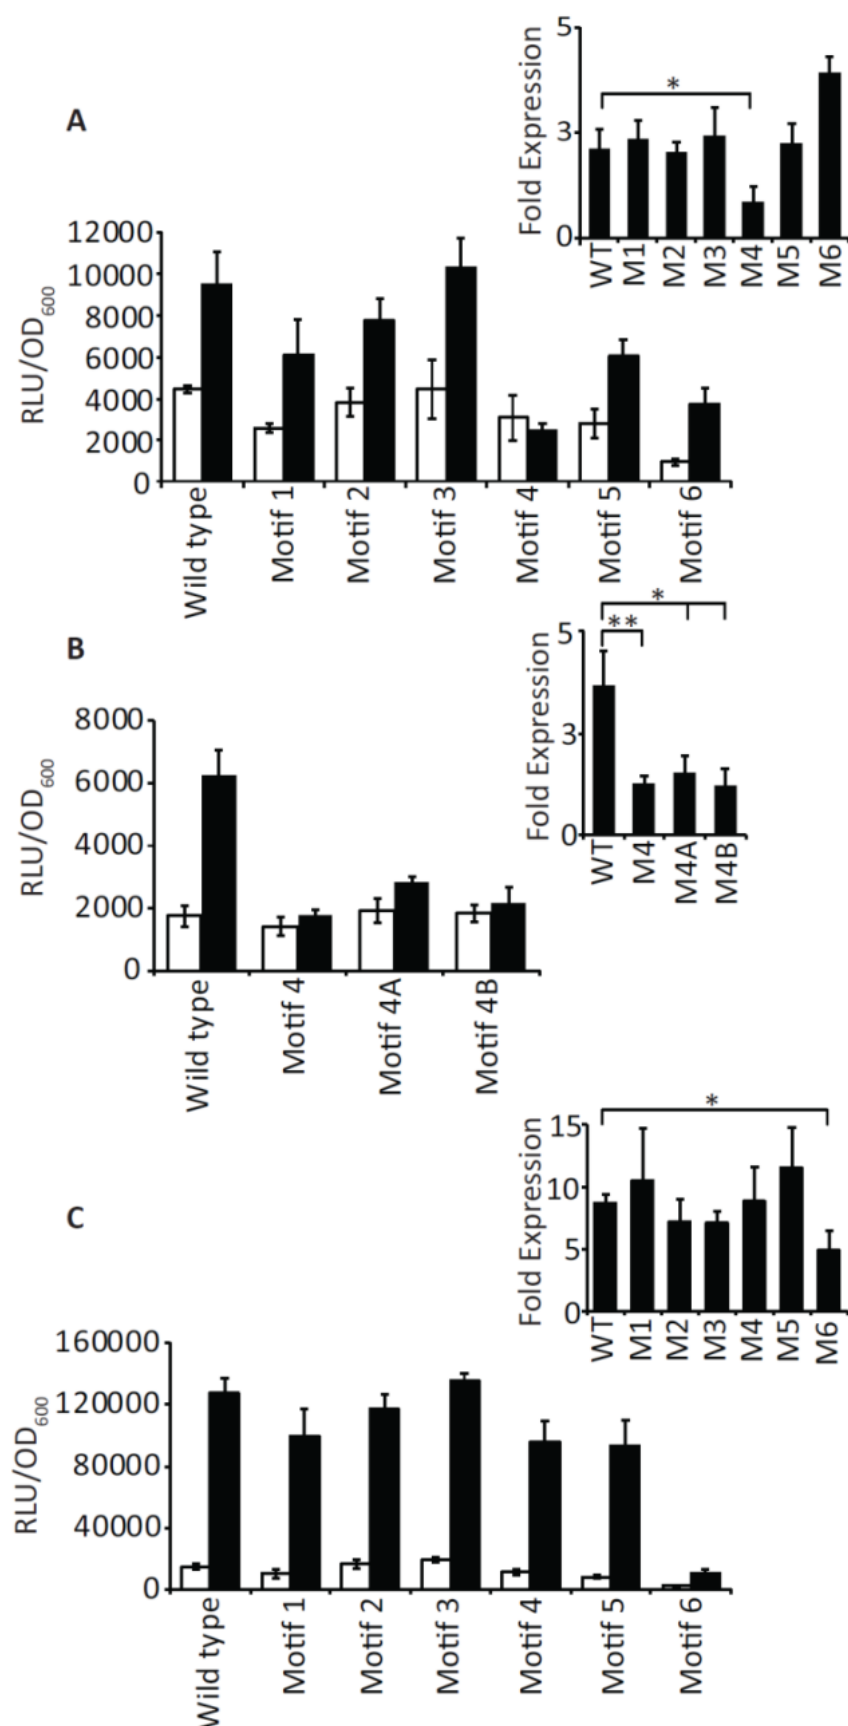 A
Fold Expression
5
3
0
*
WT
M1
M2
M3
M4
M5
M6
RLU/OD600
12000
10000
8000
6000
4000
2000
0
Wild type
Motif 1
Motif 2
Motif 3
Motif 4
Motif 5
Motif 6
B
Fold Expression
5
3
0
*
**
WT
M4
M4A
M4B
RLU/OD600
8000
6000
4000
2000
0
Wild type
Motif 4
Motif 4A
Motif 4B
C
Fold Expression
15
10
5
0
*
WT
M1
M2
M3
M4
M5
M6
RLU/OD600
160000
120000
80000
40000
0
Wild type
Motif 1
Motif 2
Motif 3
Motif 4
Motif 5
Motif 6